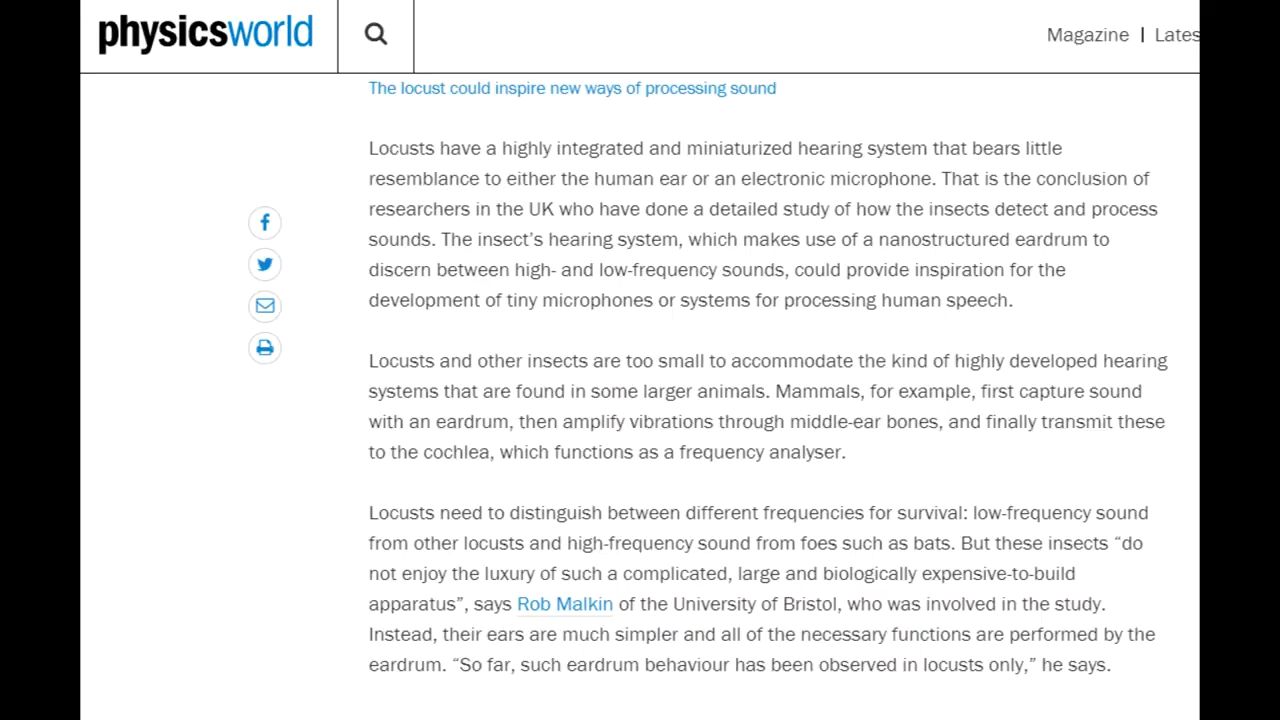 physicsworld
Magazine | Lates
The locust could inspire new ways of processing sound
Locusts have a highly integrated and miniaturized hearing system that bears little
resemblance to either the human ear or an electronic microphone. That is the conclusion of
researchers in the UK who have done a detailed study of how the insects detect and process
sounds. The insect’s hearing system, which makes use of a nanostructured eardrum to
discern between high- and low-frequency sounds, could provide inspiration for the
development of tiny microphones or systems for processing human speech.
Locusts and other insects are too small to accommodate the kind of highly developed hearing
systems that are found in some larger animals. Mammals, for example, first capture sound
with an eardrum, then amplify vibrations through middle-ear bones, and finally transmit these
to the cochlea, which functions as a frequency analyser.
Locusts need to distinguish between different frequencies for survival: low-frequency sound
from other locusts and high-frequency sound from foes such as bats. But these insects “do
not enjoy the luxury of such a complicated, large and biologically expensive-to-build
apparatus”, says Rob Malkin of the University of Bristol, who was involved in the study.
Instead, their ears are much simpler and all of the necessary functions are performed by the
eardrum. “So far, such eardrum behaviour has been observed in locusts only,” he says.